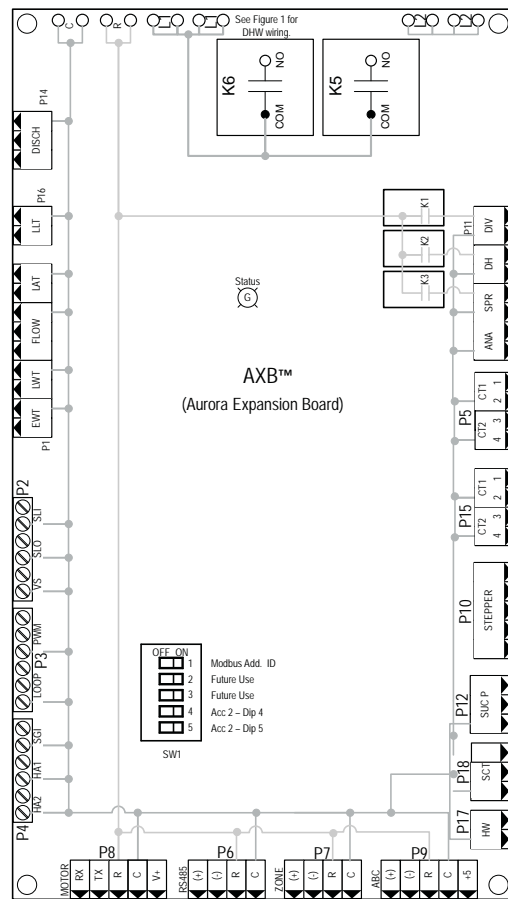 C
R
L1
L1
See Figure 1 for
DHW wiring.
L2
L2
K6
NO
COM
K5
NO
COM
P14
DISCH
P16
LLT
LAT
FLOW
LWT
EWT
P1
K1
K2
K3
P11
DIV
DH
SPR
ANA
Status
G
AXB™
(Aurora Expansion Board)
P5
CT1
1
2
CT2
3
4
P15
CT1
1
2
CT2
3
4
P2
SLI
SLO
VS
P3
PWM
LOOP
P4
SGI
HA1
HA2
P10
STEPPER
P12
SUC P
P18
SCT
P17
HW
OFF ON
1 Modbus Add. ID
2 Future Use
3 Future Use
4 Acc 2 – Dip 4
5 Acc 2 – Dip 5
SW1
P8
MOTOR
RX
TX
R
C
V+
P6
RS485
(+)
(-)
R
C
P7
ZONE
(+)
(-)
R
C
P9
ABC
(+)
(-)
R
C
+5